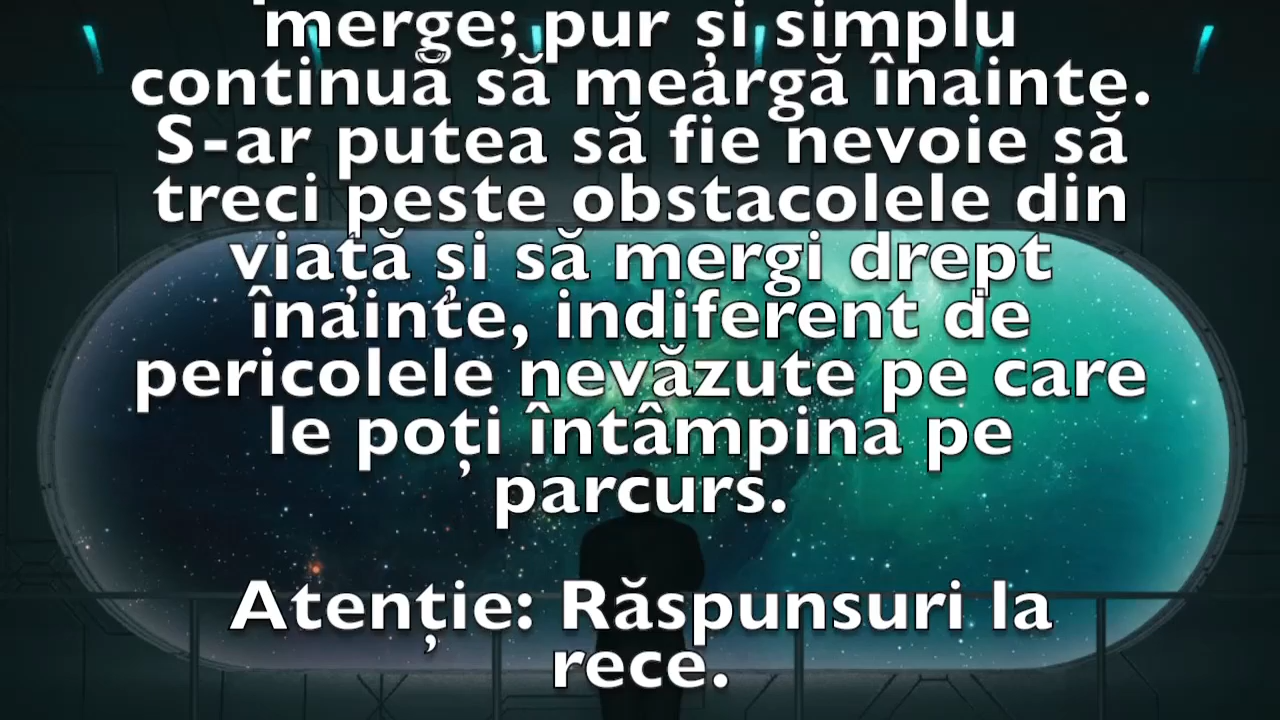 merge; pur și simplu
continuă să meargă înainte.
S-ar putea să fie nevoie să
treci peste obstacolele din
viață și să mergi drept
înainte, indiferent de
pericolele nevăzute pe care
le poți întâmpina pe
parcurs.
Atenție: Răspunsuri la
rece.